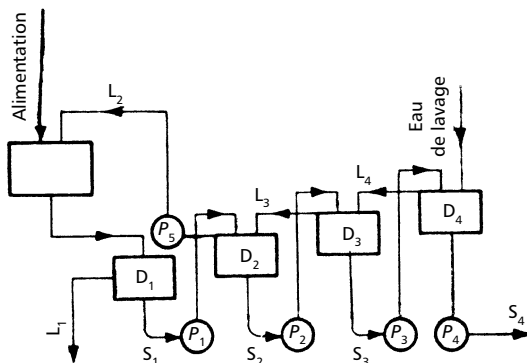 Alimentation
L₂
Eau
de lavage
L₃
L₄
P₅
D₁
D₂
D₃
D₄
L₁
S₁
P₁
S₂
P₂
S₃
P₃
P₄
S₄